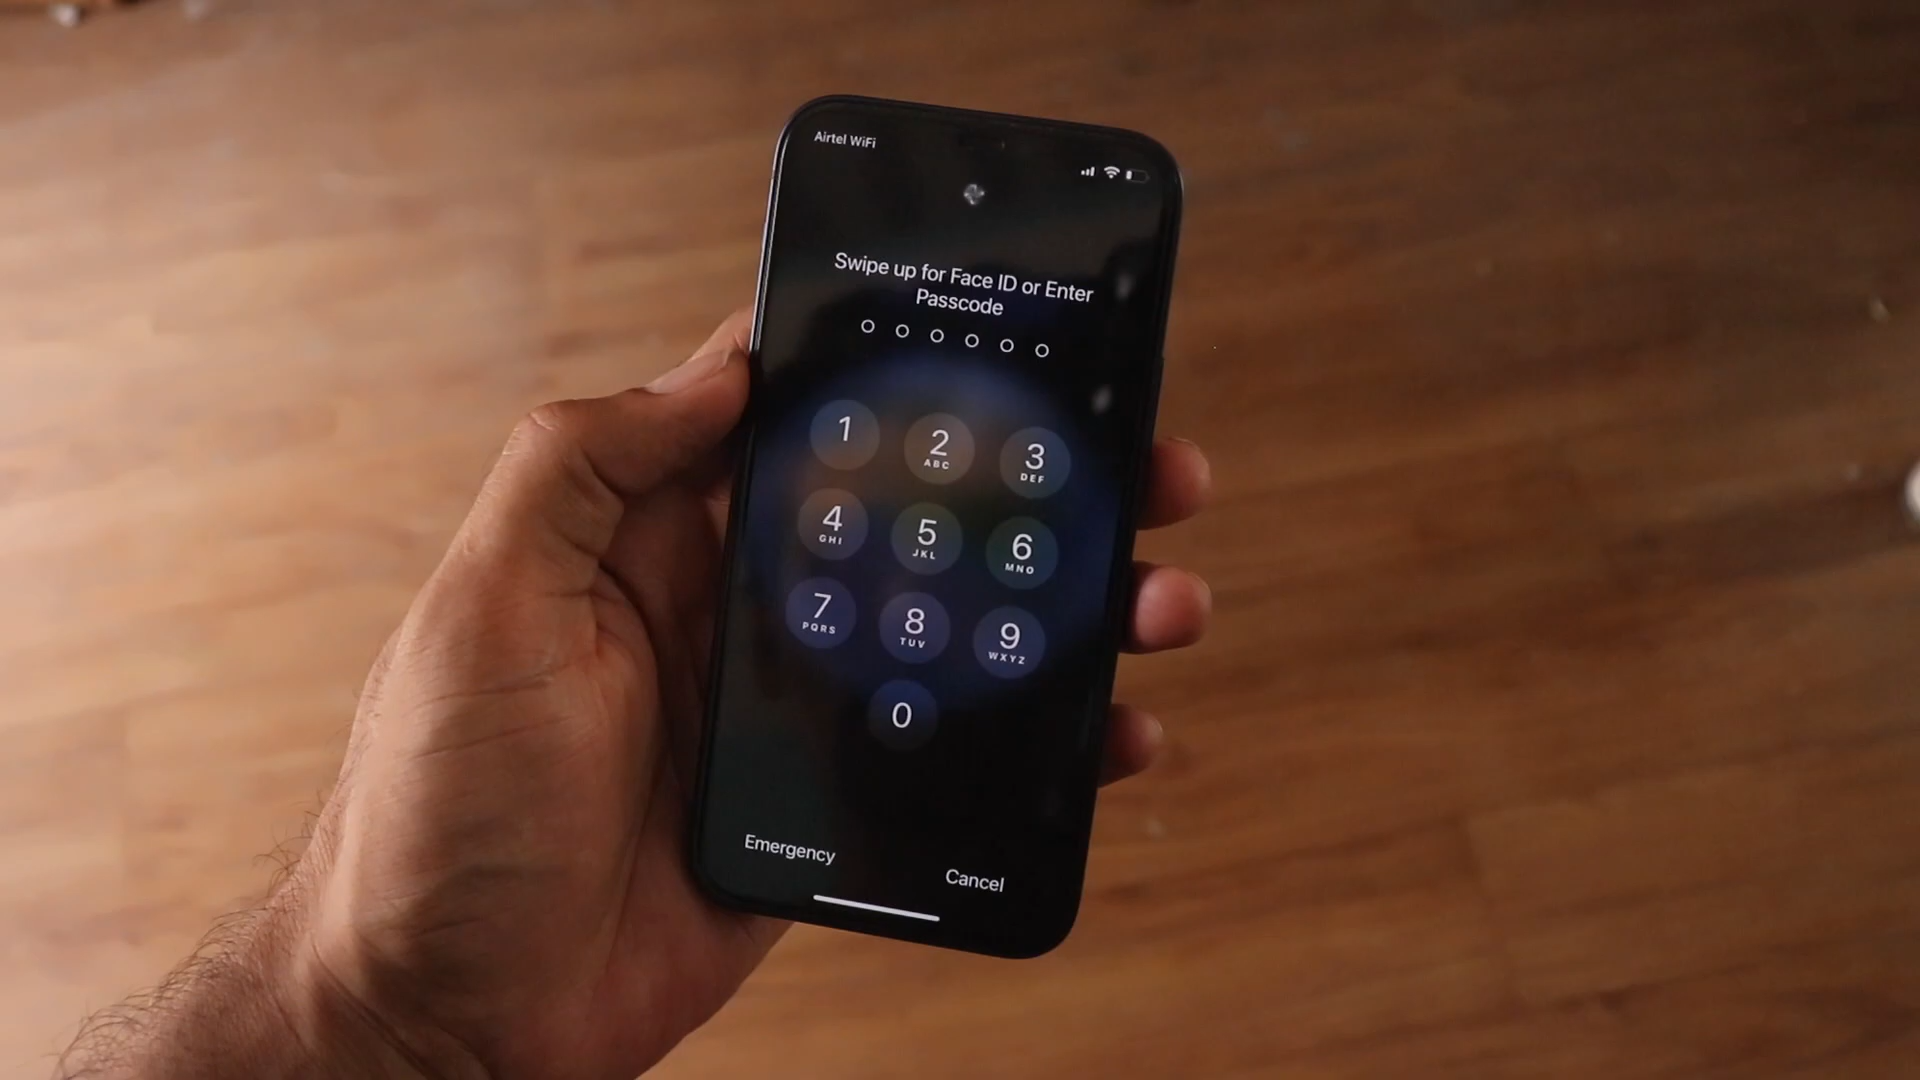 Airtel WiFi
Swipe up for Face ID or Enter
Passcode
1
2
ABC
3
DEF
4
GHI
5
JKL
6
MNO
7
PQRS
8
TUV
9
WXYZ
0
Emergency
Cancel